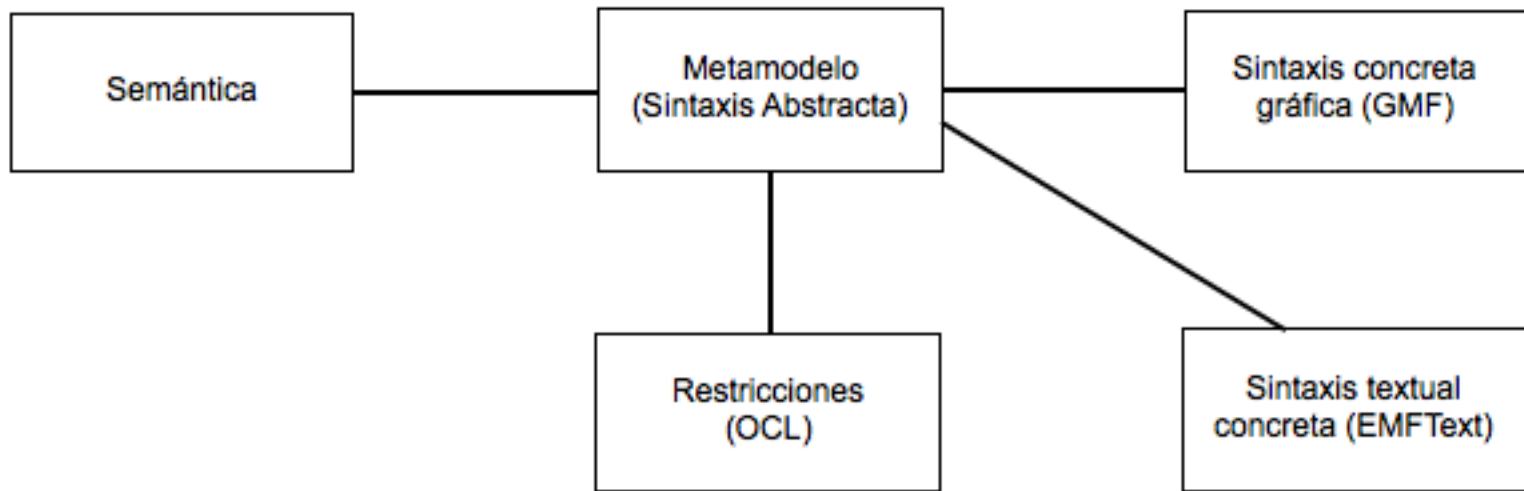 Semántica
Metamodelo
(Sintaxis Abstracta)
Sintaxis concreta
gráfica (GMF)
Restricciones
(OCL)
Sintaxis textual
concreta (EMFText)